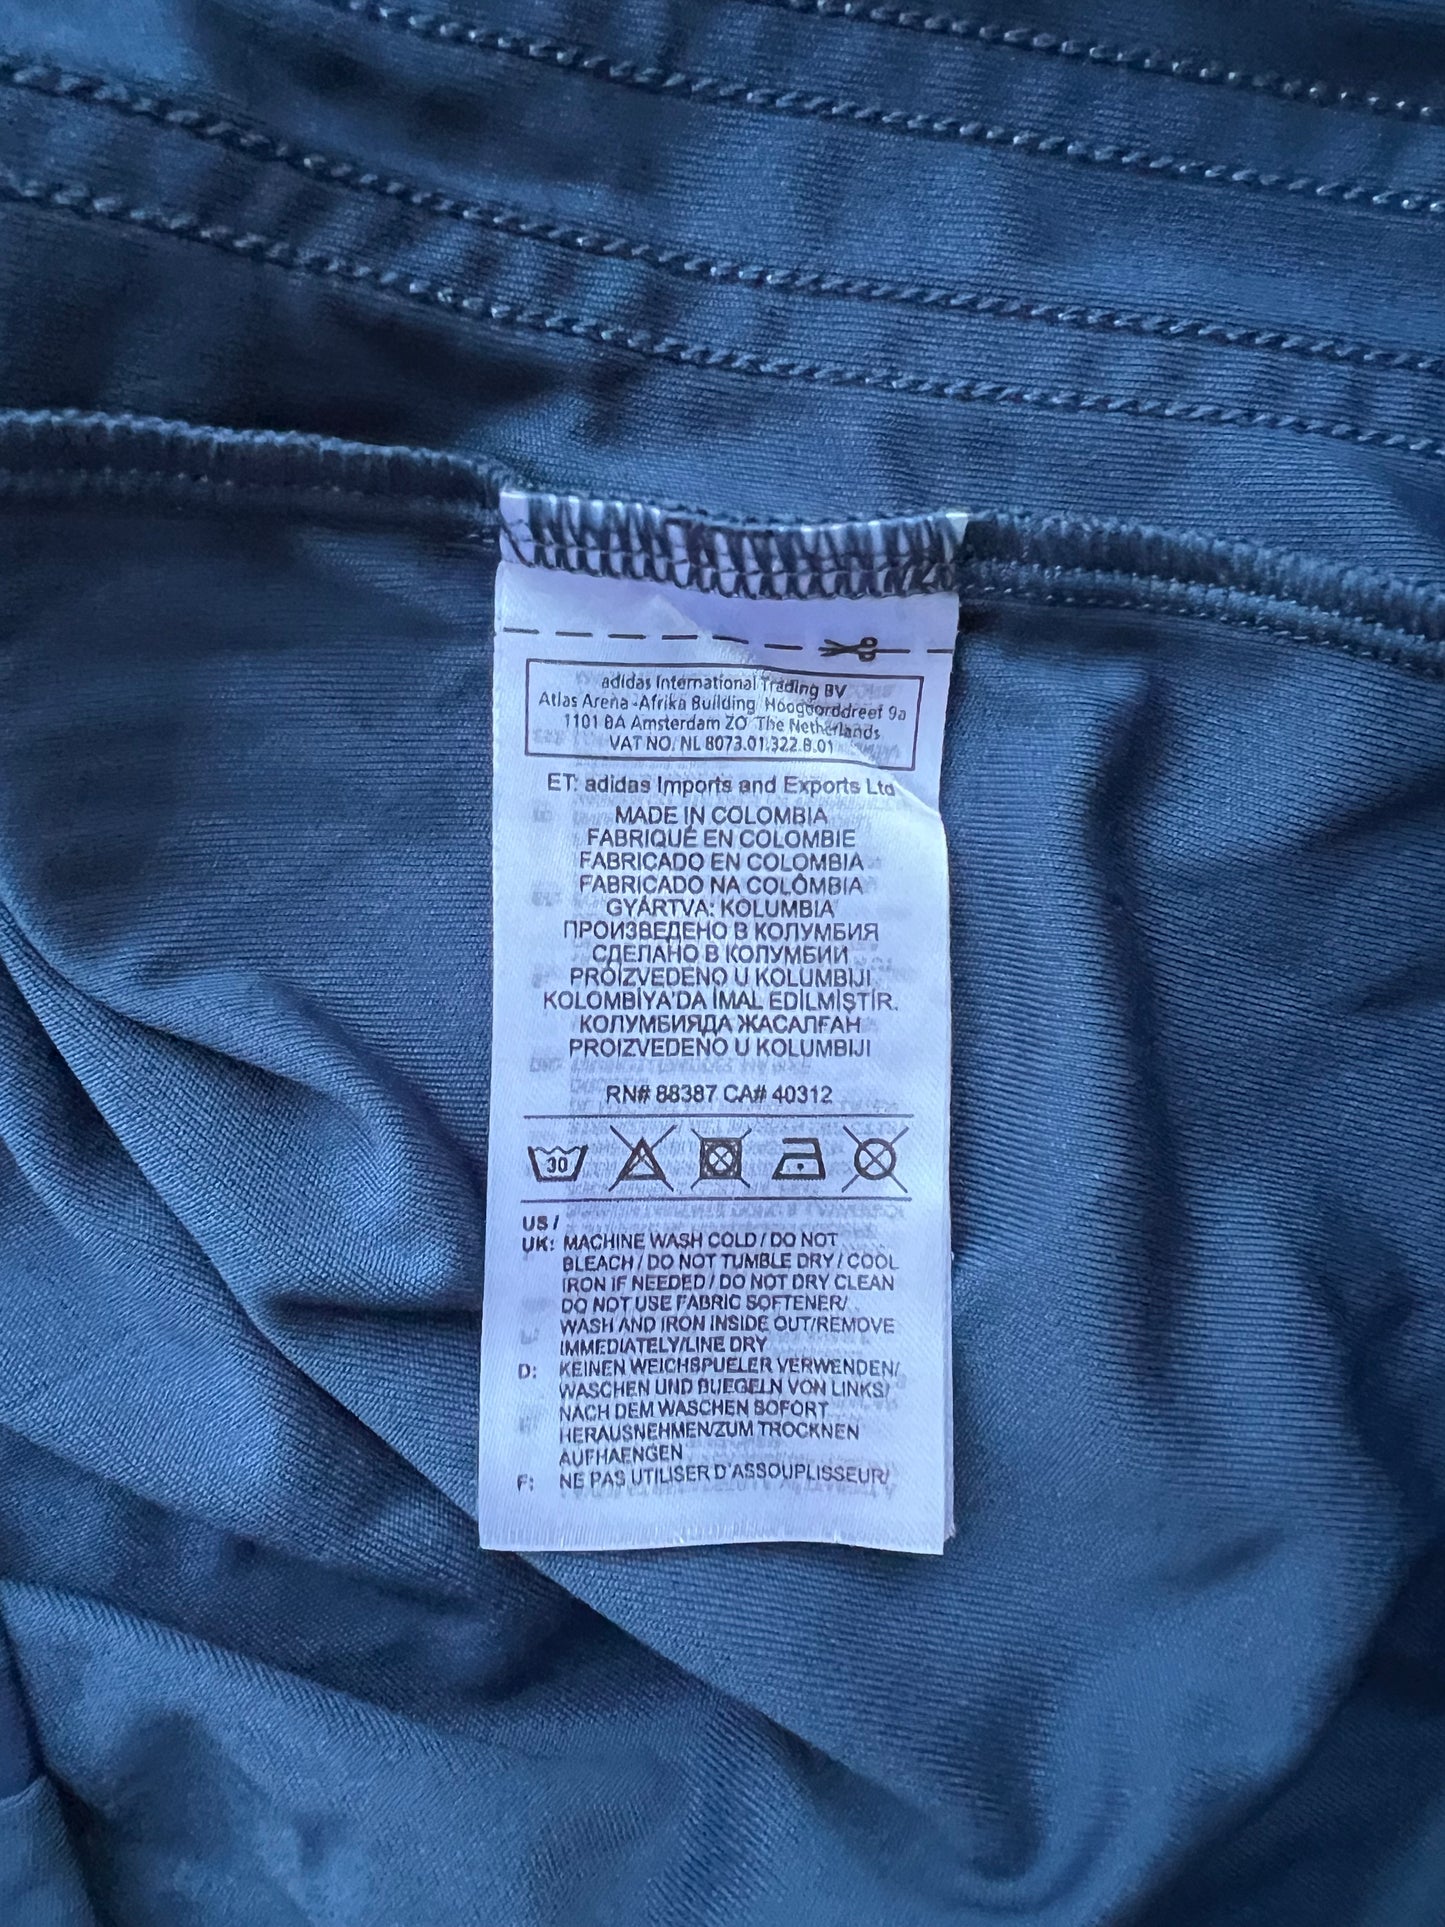 adidas International Trading BV
Atlas Arena -Afrika Building Hoogoorddreef 9a
1101 BA Amsterdam ZO The Netherlands
VAT NO. NL 8073.01.322.B.01
ET: adidas Imports and Exports Ltd
MADE IN COLOMBIA
FABRIQUÉ EN COLOMBIE
FABRICADO EN COLOMBIA
FABRICADO NA COLÔMBIA
GYÁRTVA: KOLUMBIA
ПРОИЗВЕДЕНО В КОЛУМБИЯ
СДЕЛАНО В КОЛУМБИИ
PROIZVEDENO U KOLUMBIJI
KOLOMBİYA'DA İMAL EDİLMİŞTİR.
КОЛУМБИЯДА ЖАСАЛҒАН
PROIZVEDENO U KOLUMBIJI
RN# 88387 CA# 40312
30
US /
UK: MACHINE WASH COLD / DO NOT
BLEACH / DO NOT TUMBLE DRY / COOL
IRON IF NEEDED / DO NOT DRY CLEAN
DO NOT USE FABRIC SOFTENER/
WASH AND IRON INSIDE OUT/REMOVE
IMMEDIATELY/LINE DRY
D: KEINEN WEICHSPUELER VERWENDEN/
WASCHEN UND BUEGELN VON LINKS/
NACH DEM WASCHEN SOFORT
HERAUSNEHMEN/ZUM TROCKNEN
AUFHAENGEN
F: NE PAS UTILISER D'ASSOUPLISSEUR/